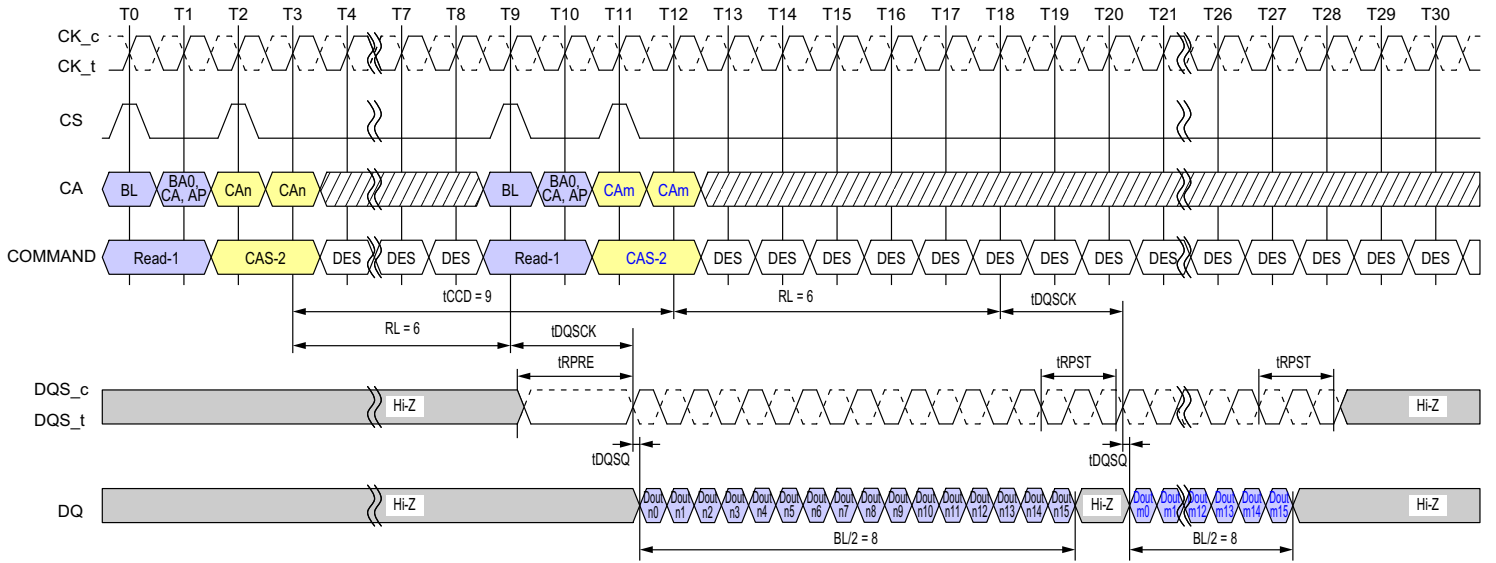 T0 T1 T2 T3 T4 T7 T8 T9 T10 T11 T12 T13 T14 T15 T16 T17 T18 T19 T20 T21 T26 T27 T28 T29 T30
CK_c
CK_t
CS
CA BL BA0, CA, AP CAn CAn BL BA0, CA, AP CAm CAm
COMMAND Read-1 CAS-2 DES DES DES Read-1 CAS-2 DES DES DES DES DES DES DES DES DES DES DES DES DES DES
tCCD = 9 RL = 6 tDQSCK
RL = 6 tDQSCK
tRPRE tRPST tRPST
DQS_c
DQS_t Hi-Z Hi-Z
tDQSQ tDQSQ
DQ Hi-Z Dout n0 Dout n1 Dout n2 Dout n3 Dout n4 Dout n5 Dout n6 Dout n7 Dout n8 Dout n9 Dout n10 Dout n11 Dout n12 Dout n13 Dout n14 Dout n15 Hi-Z Dout m0 Dout m1 Dout m12 Dout m13 Dout m14 Dout m15 Hi-Z
BL/2 = 8 BL/2 = 8